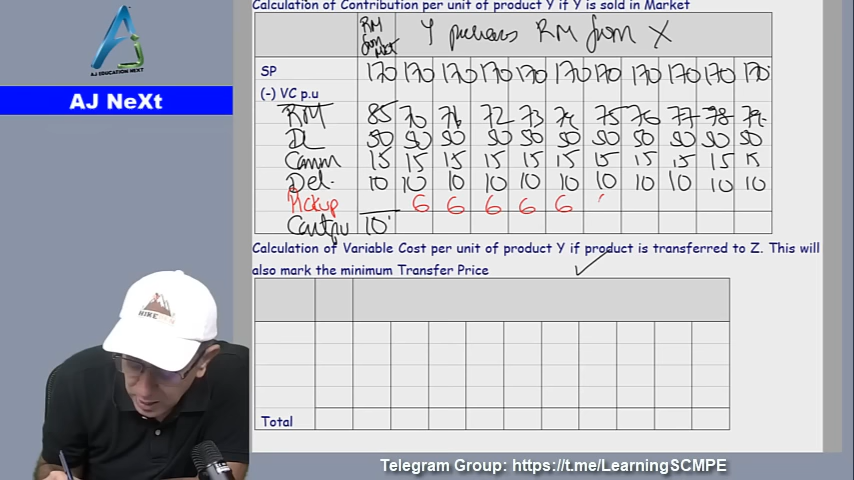 Calculation of Contribution per unit of product Y if Y is sold in Market
RM from Y purchases RM from X
SP 170 170 170 170 170 170 170 170 170 170 170
(-) VC p.u
RM 85 70 71 72 73 74 75 76 77 78 79
DL 50 50 50 50 50 50 50 50 50 50 50
Comm 15 15 15 15 15 15 15 15 15 15 15
Del. 10 10 10 10 10 10 10 10 10 10 10
Pickup 6 6 6 6 6
Contpu 10
Calculation of Variable Cost per unit of product Y if product is transferred to Z. This will
also mark the minimum Transfer Price
Total
AJ EDUCATION NEXT
AJ NeXt
HIKE
Telegram Group: https://t.me/LearningSCMPE